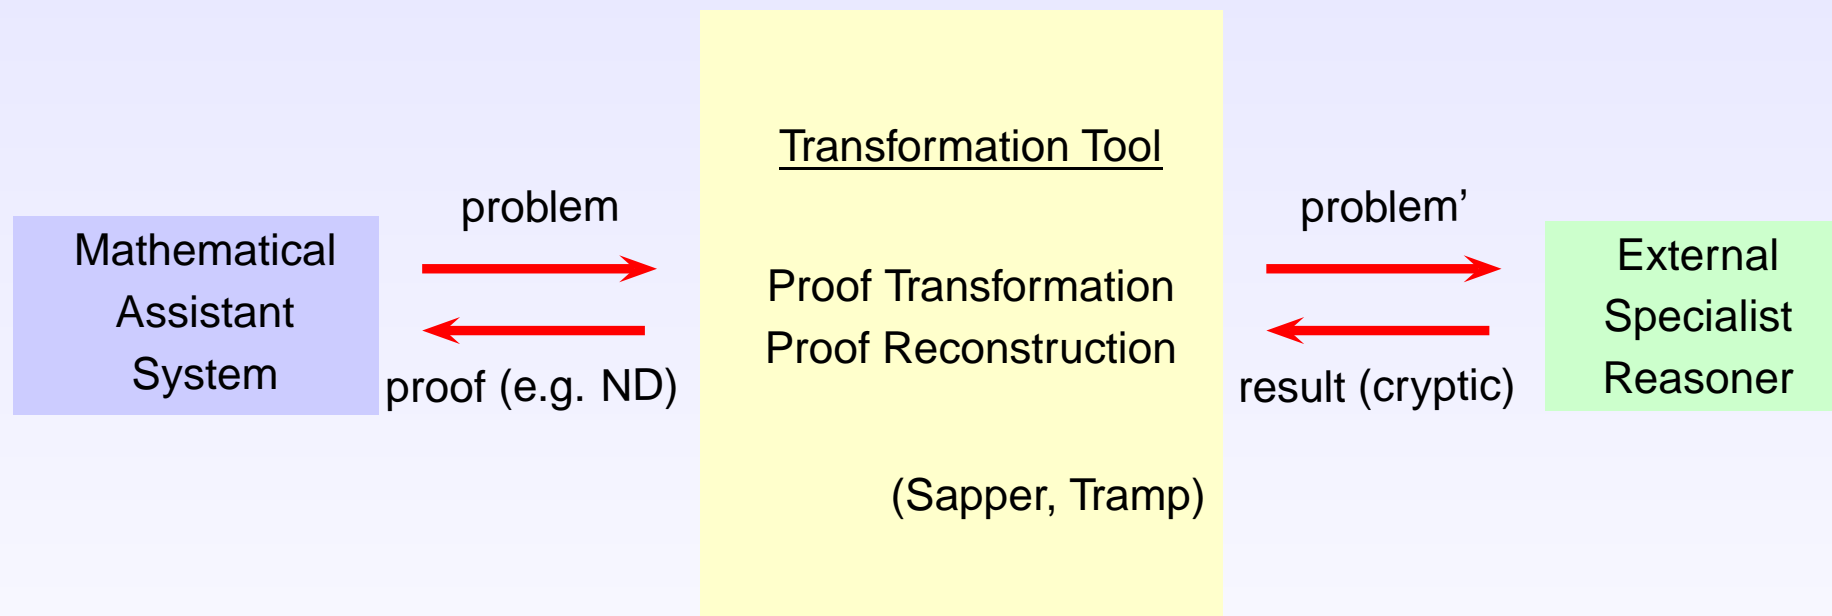 Transformation Tool
problem
problem’
Mathematical
Assistant
System
Proof Transformation
Proof Reconstruction
External
Specialist
Reasoner
proof (e.g. ND)
result (cryptic)
(Sapper, Tramp)